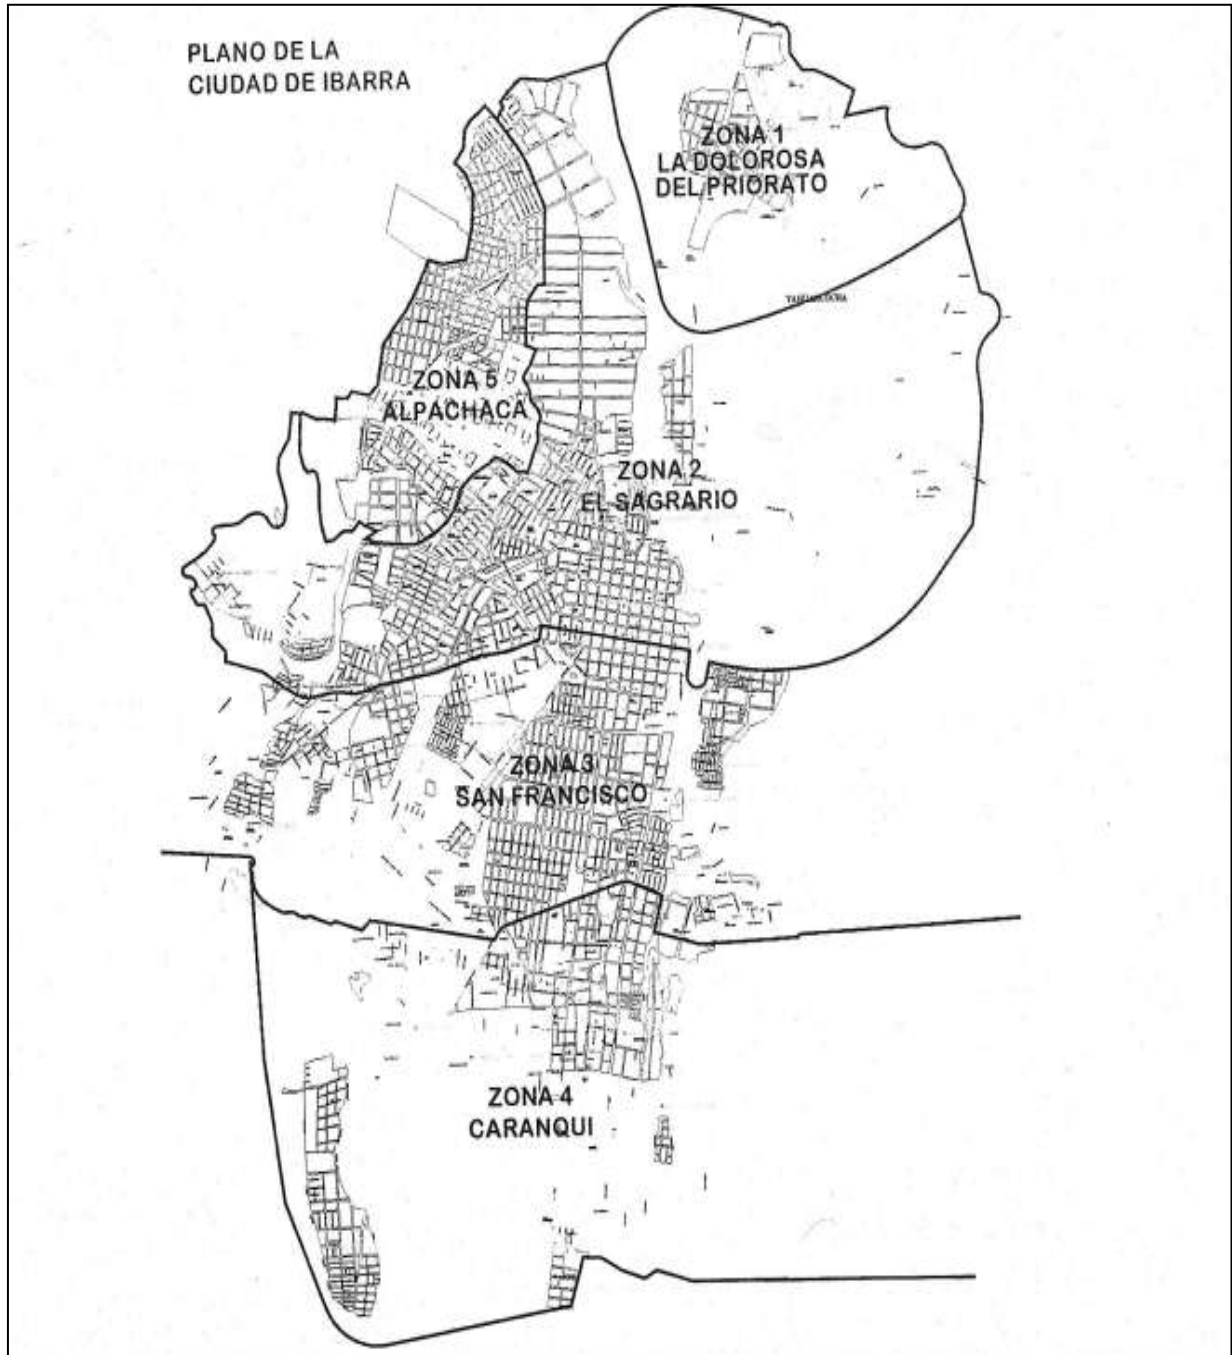 PLANO DE LA
CIUDAD DE IBARRA
ZONA 1
LA DOLOROSA
DEL PRIORATO
ZONA 5
ALPACHACA
ZONA 2
EL SAGRARIO
ZONA 3
SAN FRANCISCO
ZONA 4
CARANQUI